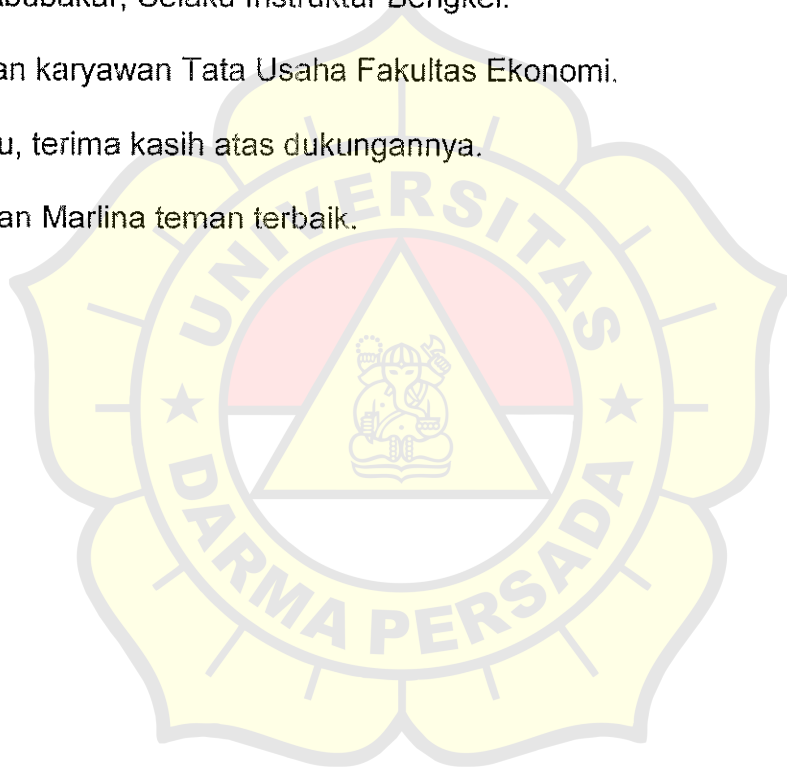 Selaku Instruktur Bengkel.
an karyawan Tata Usaha Fakultas Ekonomi.
u, terima kasih atas dukungannya.
an Marlina teman terbaik.
UNIVERSITAS
DARMA PERSADA